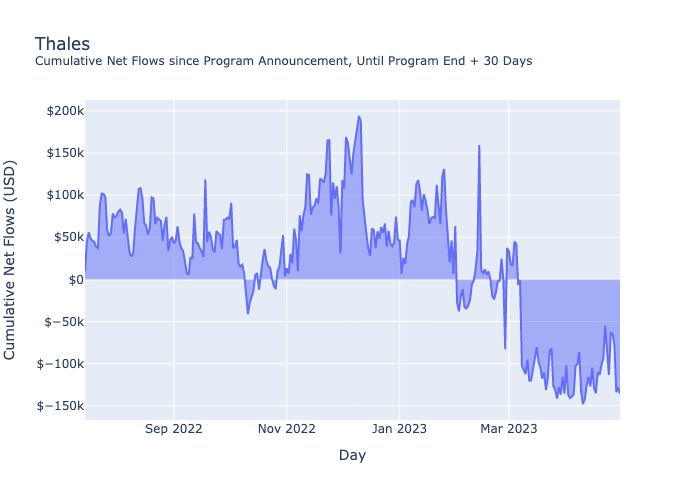 Thales
Cumulative Net Flows since Program Announcement, Until Program End + 30 Days
Cumulative Net Flows (USD)
$200k
$150k
$100k
$50k
$0
$−50k
$−100k
$−150k
Sep 2022
Nov 2022
Jan 2023
Mar 2023
Day